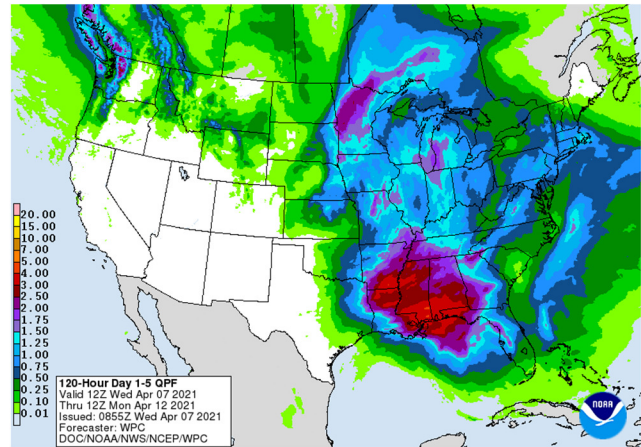 20.00
15.00
10.00
7.00
5.00
4.00
3.00
2.50
2.00
1.75
1.50
1.25
1.00
0.75
0.50
0.25
0.10
0.01
120-Hour Day 1-5 QPF
Valid 12Z Wed Apr 07 2021
Thru 12Z Mon Apr 12 2021
Issued: 0855Z Wed Apr 07 2021
Forecaster: WPC
DOC/NOAA/NWS/NCEP/WPC
NOAA